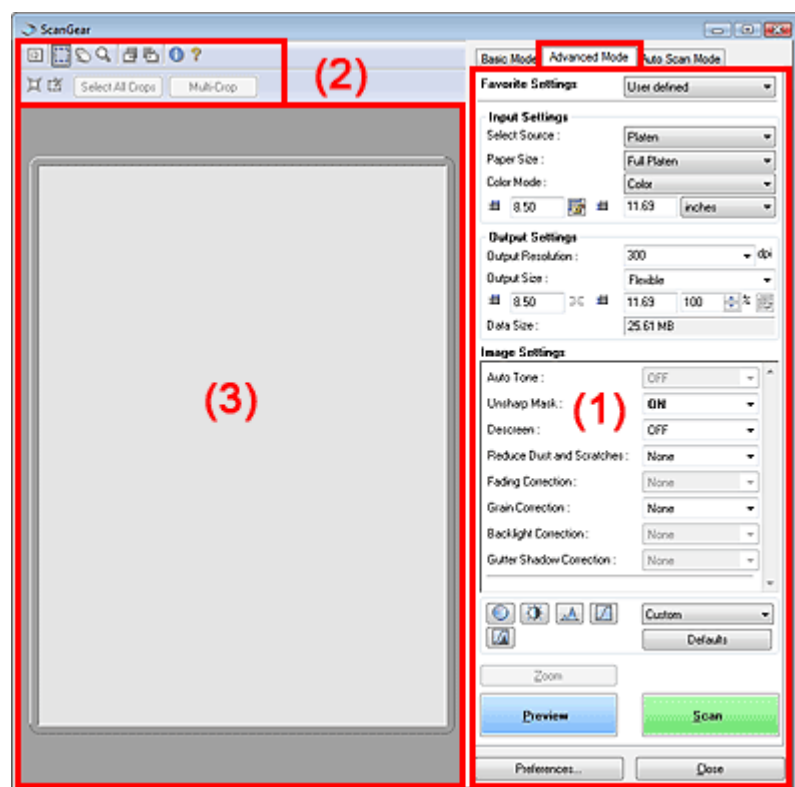 ScanGear
(2)
Select All Crops Multi-Crop
Basic Mode Advanced Mode Auto Scan Mode
Favorite Settings User defined
Input Settings
Select Source : Platen
Paper Size : Full Platen
Color Mode : Color
8.50 11.69 inches
Output Settings
Output Resolution : 300 dpi
Output Size : Flexible
8.50 11.69 100 %
Data Size : 25.61 MB
Image Settings
Auto Tone : OFF
Unsharp Mask : ON
(1)
Descreen : OFF
Reduce Dust and Scratches : None
Fading Correction : None
Grain Correction : None
Backlight Correction : None
Gutter Shadow Correction : None
Custom
Defaults
Zoom
Preview Scan
Preferences... Close
(3)